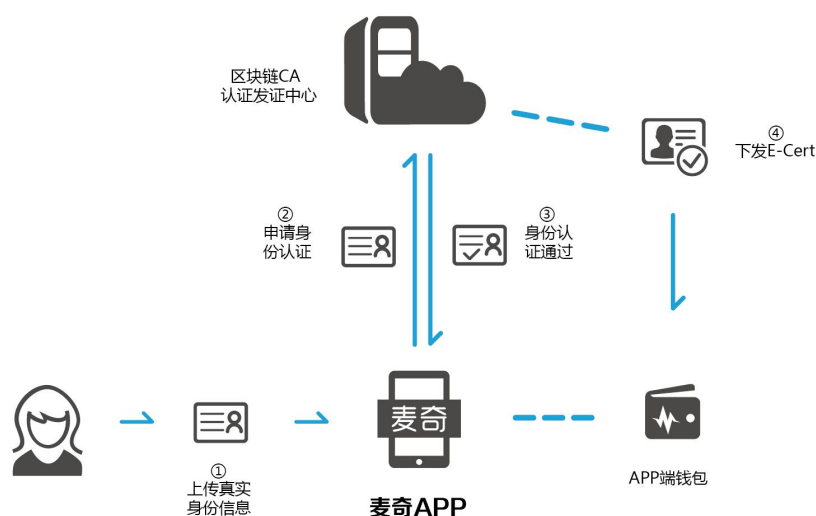 区块链CA
认证发证中心
④
下发E-Cert
②
申请身
份认证
③
身份认
证通过
麦奇
①
上传真实
身份信息
麦奇APP
APP端钱包